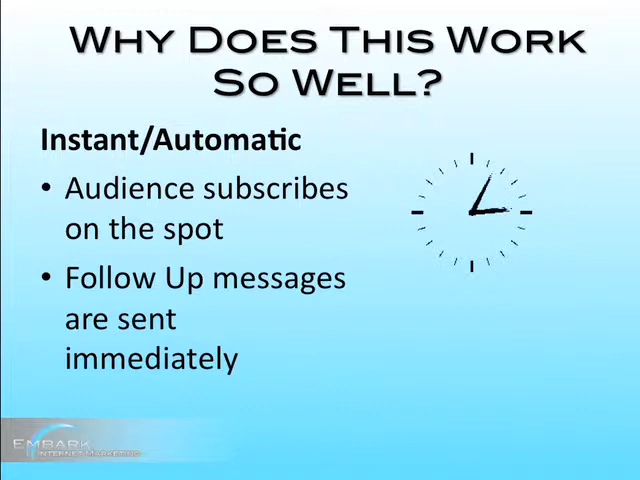 Why Does This Work
So Well?
Instant/Automatic
• Audience subscribes
on the spot
• Follow Up messages
are sent
immediately
Embark
Internet Marketing